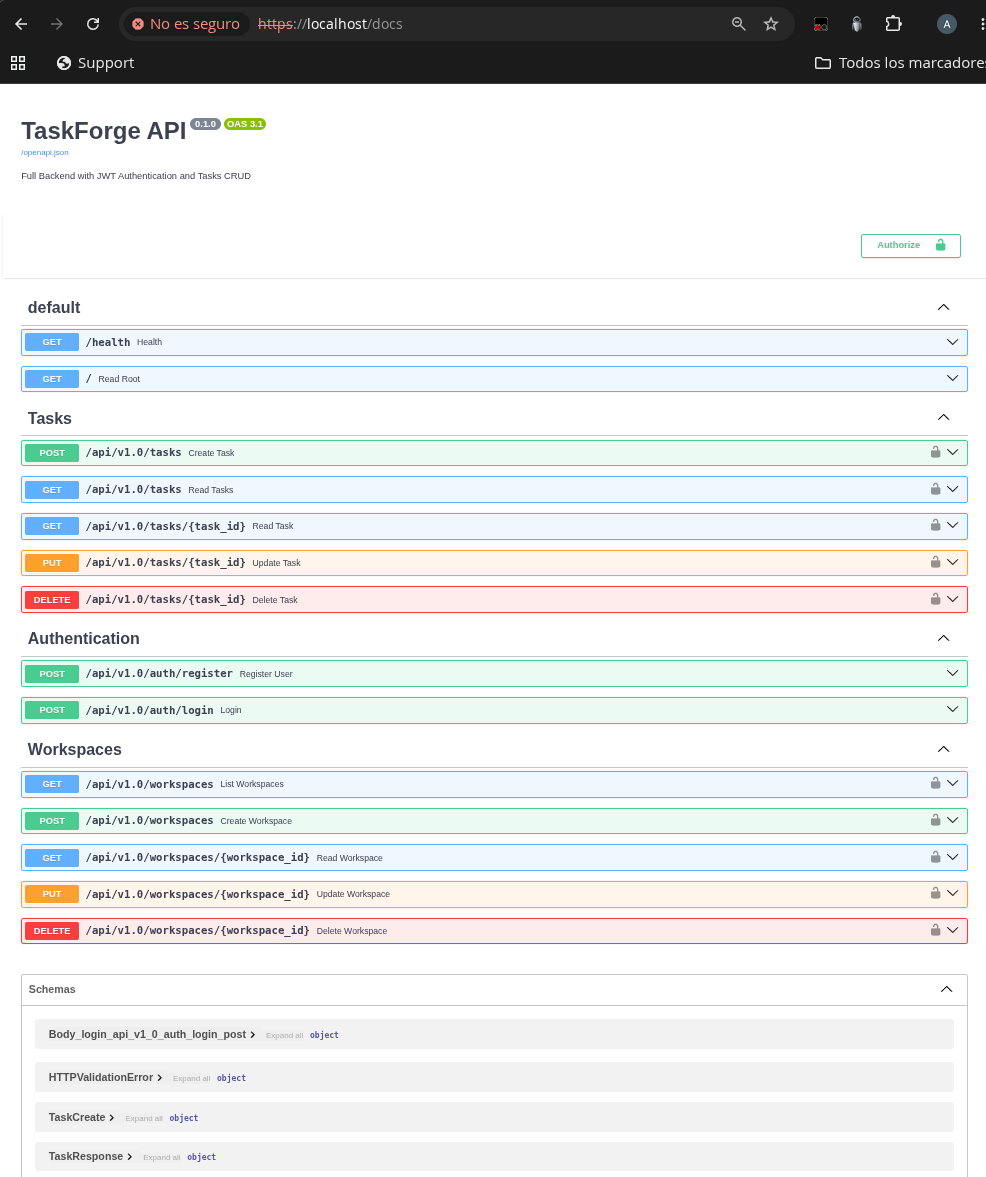 No es seguro https://localhost/docs A
Support Todos los marcadores
TaskForge API 0.1.0 OAS 3.1
/openapi.json
Full Backend with JWT Authentication and Tasks CRUD
Authorize
default
GET /health Health
GET / Read Root
Tasks
POST /api/v1.0/tasks Create Task
GET /api/v1.0/tasks Read Tasks
GET /api/v1.0/tasks/{task_id} Read Task
PUT /api/v1.0/tasks/{task_id} Update Task
DELETE /api/v1.0/tasks/{task_id} Delete Task
Authentication
POST /api/v1.0/auth/register Register User
POST /api/v1.0/auth/login Login
Workspaces
GET /api/v1.0/workspaces List Workspaces
POST /api/v1.0/workspaces Create Workspace
GET /api/v1.0/workspaces/{workspace_id} Read Workspace
PUT /api/v1.0/workspaces/{workspace_id} Update Workspace
DELETE /api/v1.0/workspaces/{workspace_id} Delete Workspace
Schemas
Body_login_api_v1_0_auth_login_post Expand all object
HTTPValidationError Expand all object
TaskCreate Expand all object
TaskResponse Expand all object